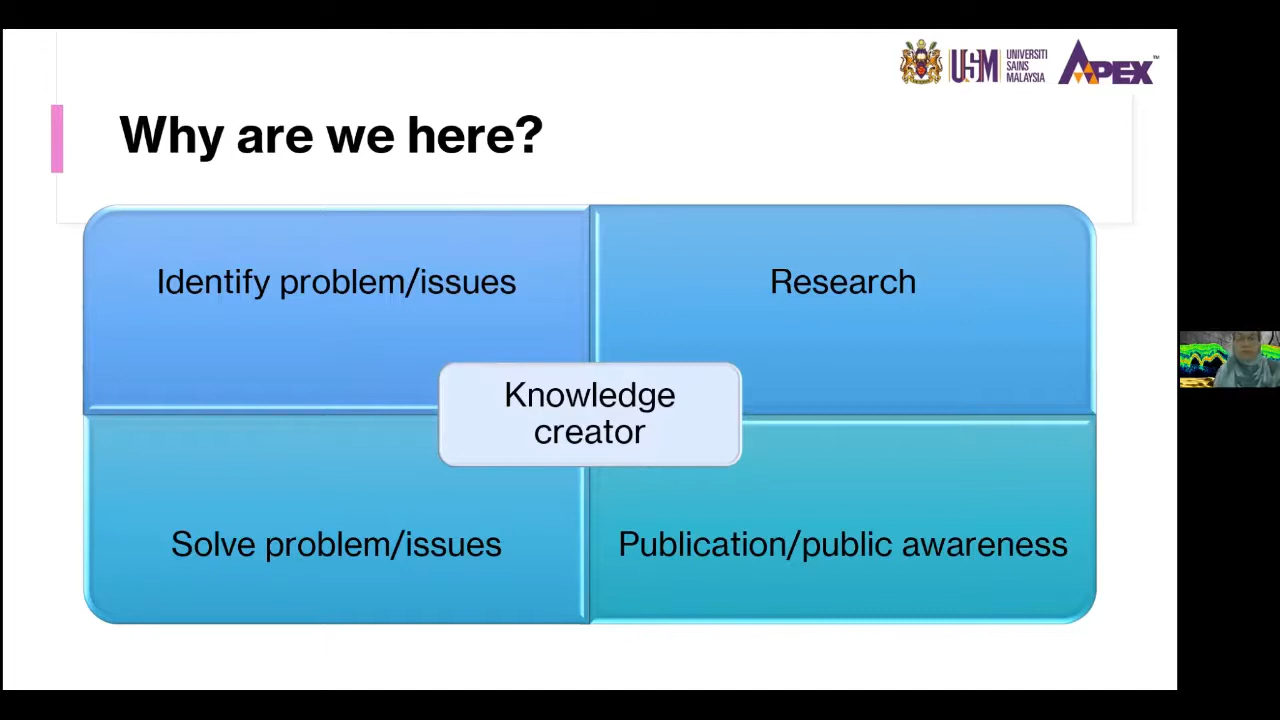 USM
UNIVERSITI
SAINS
MALAYSIA
APEX™
Why are we here?
Identify problem/issues
Research
Knowledge
creator
Solve problem/issues
Publication/public awareness